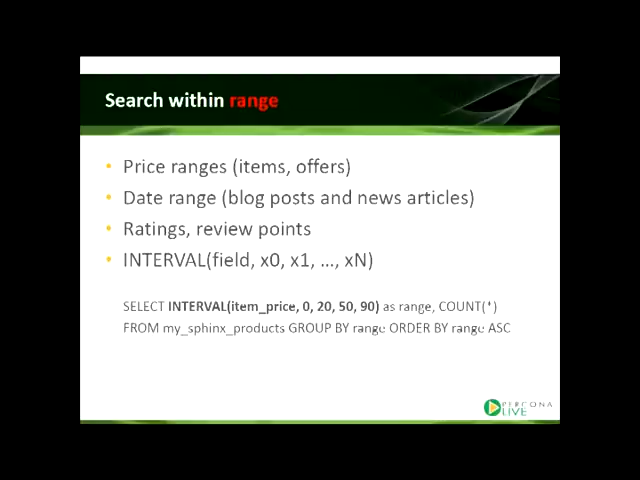 Search within range
• Price ranges (items, offers)
• Date range (blog posts and news articles)
• Ratings, review points
• INTERVAL(field, x0, x1, …, xN)
SELECT INTERVAL(item_price, 0, 20, 50, 90) as range, COUNT(*)
FROM my_sphinx_products GROUP BY range ORDER BY range ASC
PERCONA
LIVE